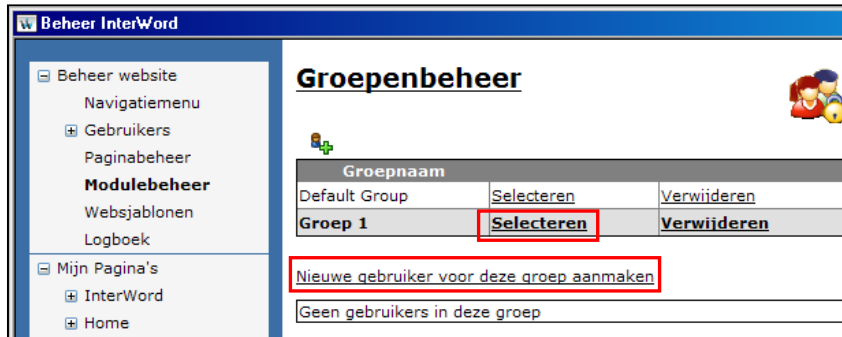 Beheer InterWord
Beheer website
Navigatiemenu
Gebruikers
Paginabeheer
Modulebeheer
Websjablonen
Logboek
Mijn Pagina's
InterWord
Home
Groepenbeheer
Groepnaam
Default Group Selecteren Verwijderen
Groep 1 Selecteren Verwijderen
Nieuwe gebruiker voor deze groep aanmaken
Geen gebruikers in deze groep